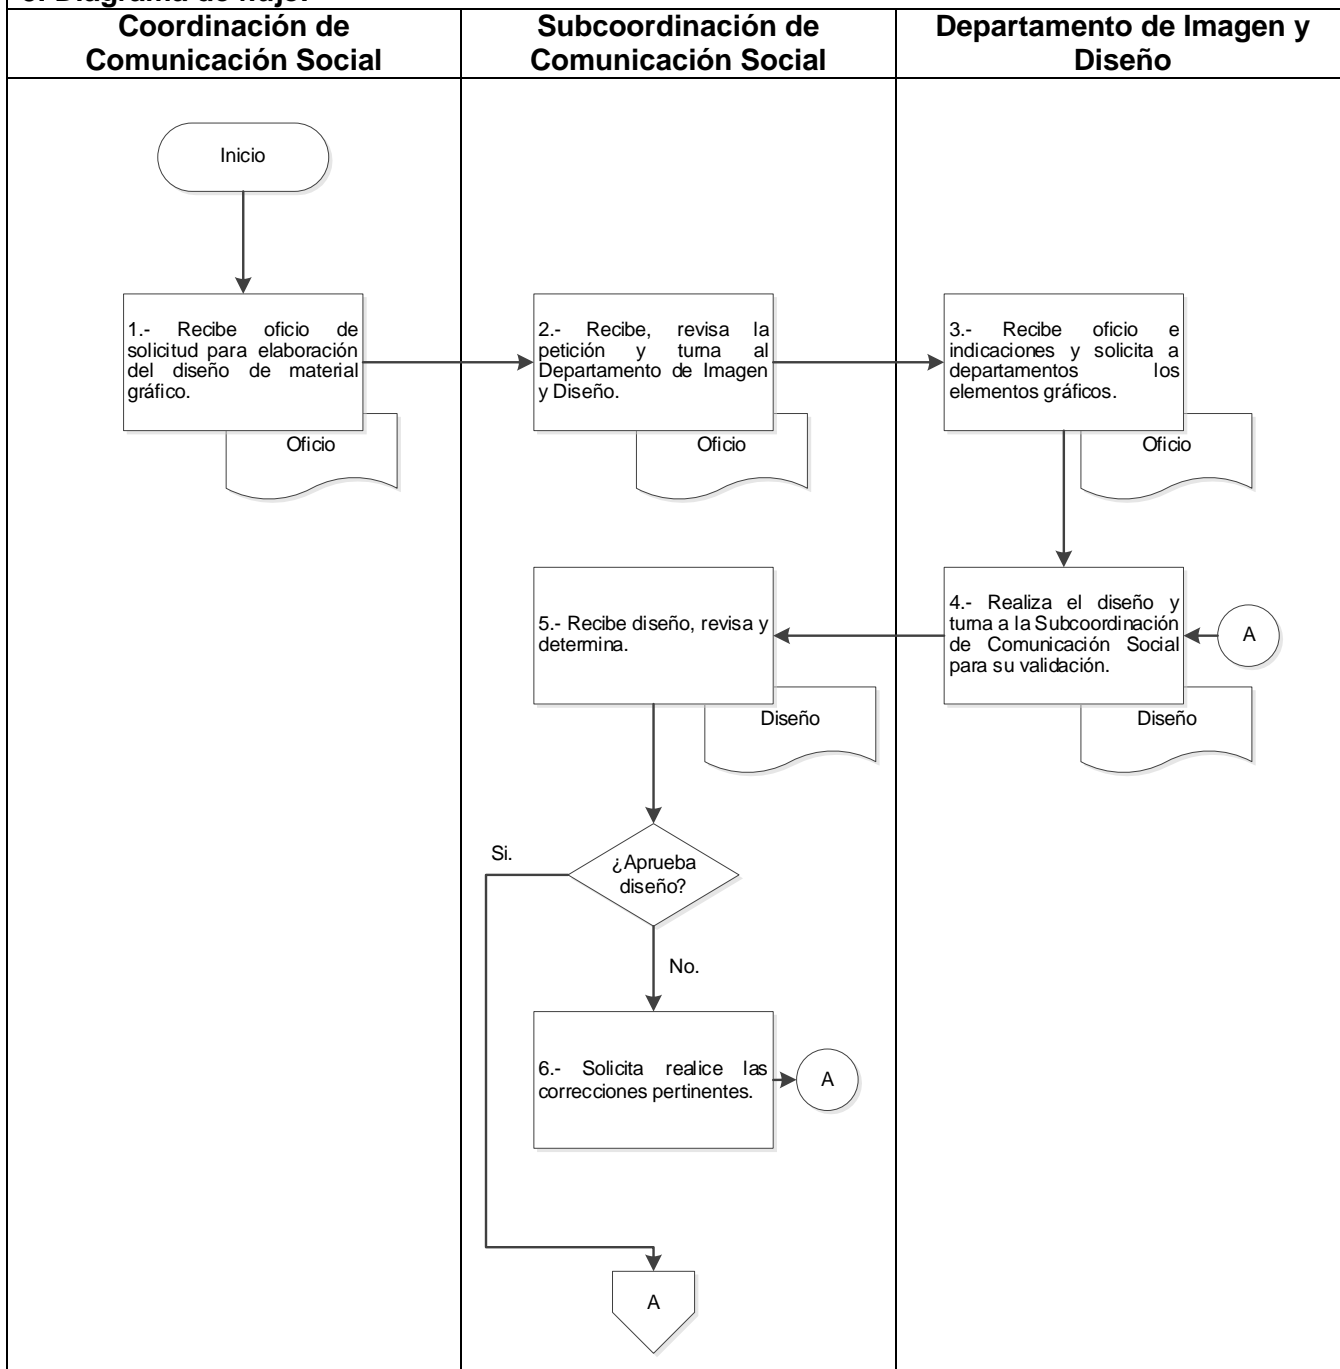 Coordinación de
Comunicación Social
Subcoordinación de
Comunicación Social
Departamento de Imagen y
Diseño
Inicio
1.- Recibe oficio de
solicitud para elaboración
del diseño de material
gráfico.
Oficio
2.- Recibe, revisa la
petición y turna al
Departamento de Imagen
y Diseño.
Oficio
3.- Recibe oficio e
indicaciones y solicita a
departamentos los
elementos gráficos.
Oficio
4.- Realiza el diseño y
turna a la Subcoordinación
de Comunicación Social
para su validación.
A
Diseño
5.- Recibe diseño, revisa y
determina.
Diseño
¿Aprueba
diseño?
Si.
No.
6.- Solicita realice las
correcciones pertinentes.
A
A